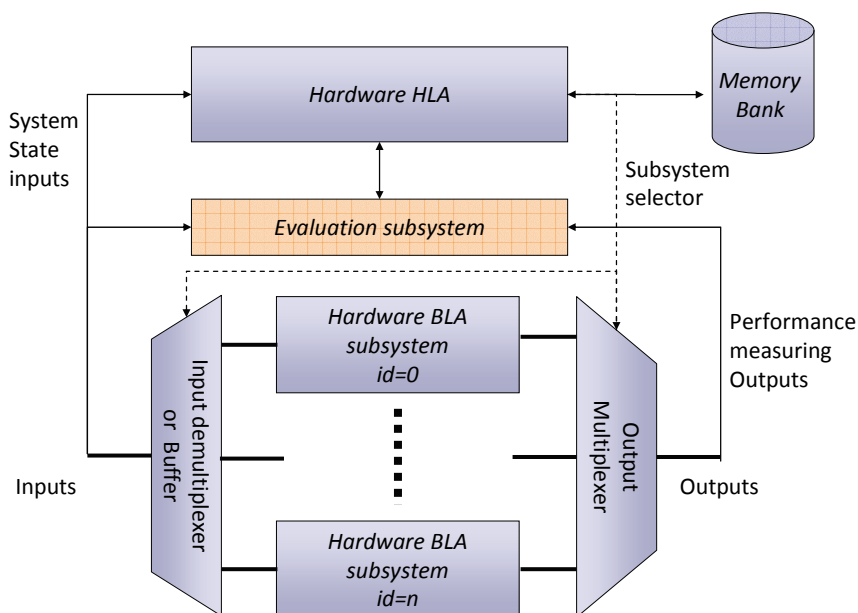 Hardware HLA
Memory
Bank
System
State
inputs
Subsystem
selector
Evaluation subsystem
Hardware BLA
subsystem
id=0
Performance
measuring
Outputs
Input demultiplexer
or Buffer
Output
Multiplexer
Inputs
Outputs
Hardware BLA
subsystem
id=n